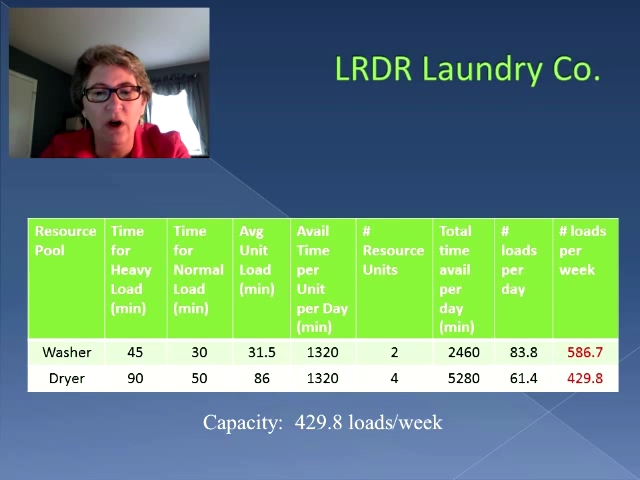 LRDR Laundry Co.
Resource Pool | Time for Heavy Load (min) | Time for Normal Load (min) | Avg Unit Load (min) | Avail Time per Unit per Day (min) | # Resource Units | Total time avail per day (min) | # loads per day | # loads per week
Washer | 45 | 30 | 31.5 | 1320 | 2 | 2460 | 83.8 | 586.7
Dryer | 90 | 50 | 86 | 1320 | 4 | 5280 | 61.4 | 429.8
Capacity: 429.8 loads/week